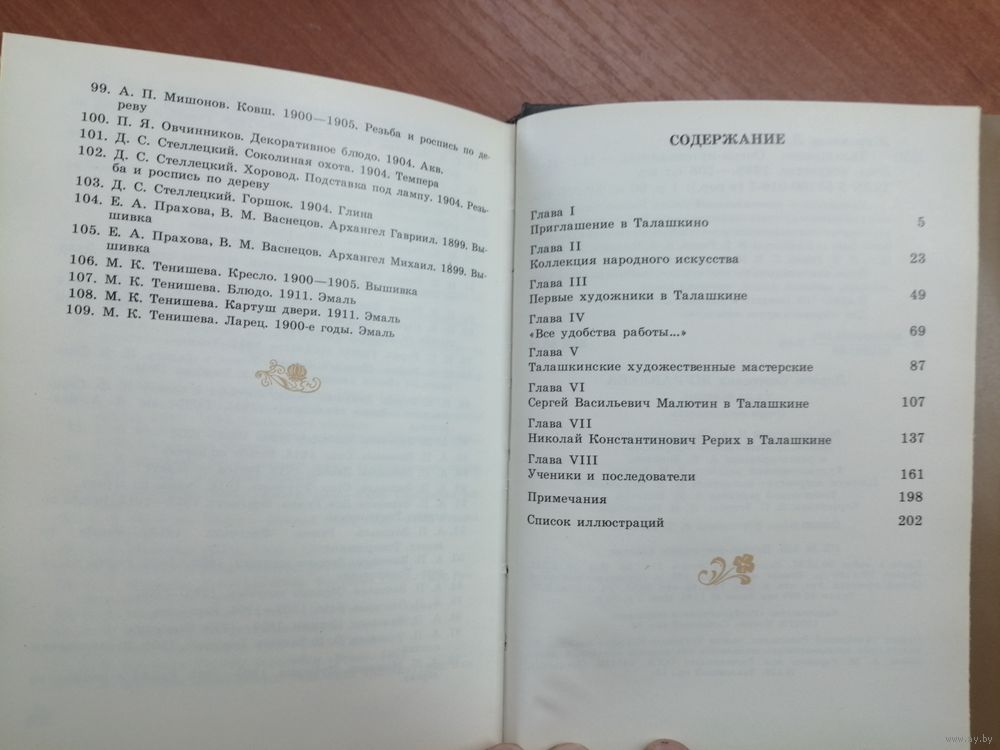 99. А. П. Мишонов. Ковш. 1900—1905. Резьба и роспись по де-
реву
100. П. Я. Овчинников. Декоративное блюдо. 1904. Акв.
101. Д. С. Стеллецкий. Соколиная охота. 1904. Темпера
102. Д. С. Стеллецкий. Хоровод. Подставка под лампу. 1904. Резь-
ба и роспись по дереву
103. Д. С. Стеллецкий. Горшок. 1904. Глина
104. Е. А. Прахова, В. М. Васнецов. Архангел Гавриил. 1899. Вы-
шивка
105. Е. А. Прахова, В. М. Васнецов. Архангел Михаил. 1899. Вы-
шивка
106. М. К. Тенишева. Кресло. 1900—1905. Вышивка
107. М. К. Тенишева. Блюдо. 1911. Эмаль
108. М. К. Тенишева. Картуш двери. 1911. Эмаль
109. М. К. Тенишева. Ларец. 1900-е годы. Эмаль
СОДЕРЖАНИЕ
Глава I
Приглашение в Талашкино 5
Глава II
Коллекция народного искусства 23
Глава III
Первые художники в Талашкине 49
Глава IV
«Все удобства работы...» 69
Глава V
Талашкинские художественные мастерские 87
Глава VI
Сергей Васильевич Малютин в Талашкине 107
Глава VII
Николай Константинович Рерих в Талашкине 137
Глава VIII
Ученики и последователи 161
Примечания 198
Список иллюстраций 202
www.ay.by